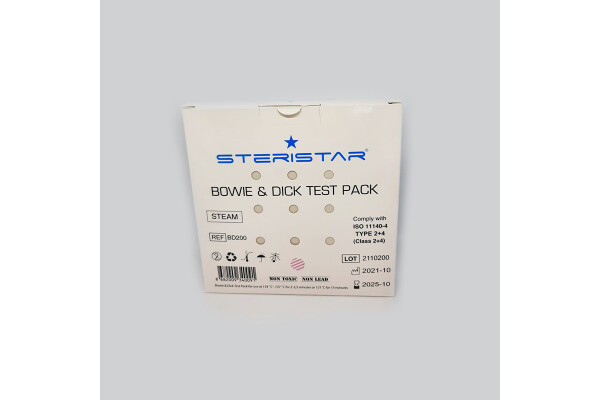 STERISTAR®
BOWIE & DICK TEST PACK
STEAM
Comply with
ISO 11140-4
TYPE 2+4
(Class 2+4)
REF BD200
LOT 2110200
2021-10
NON TOXIC NON LEAD
2025-10